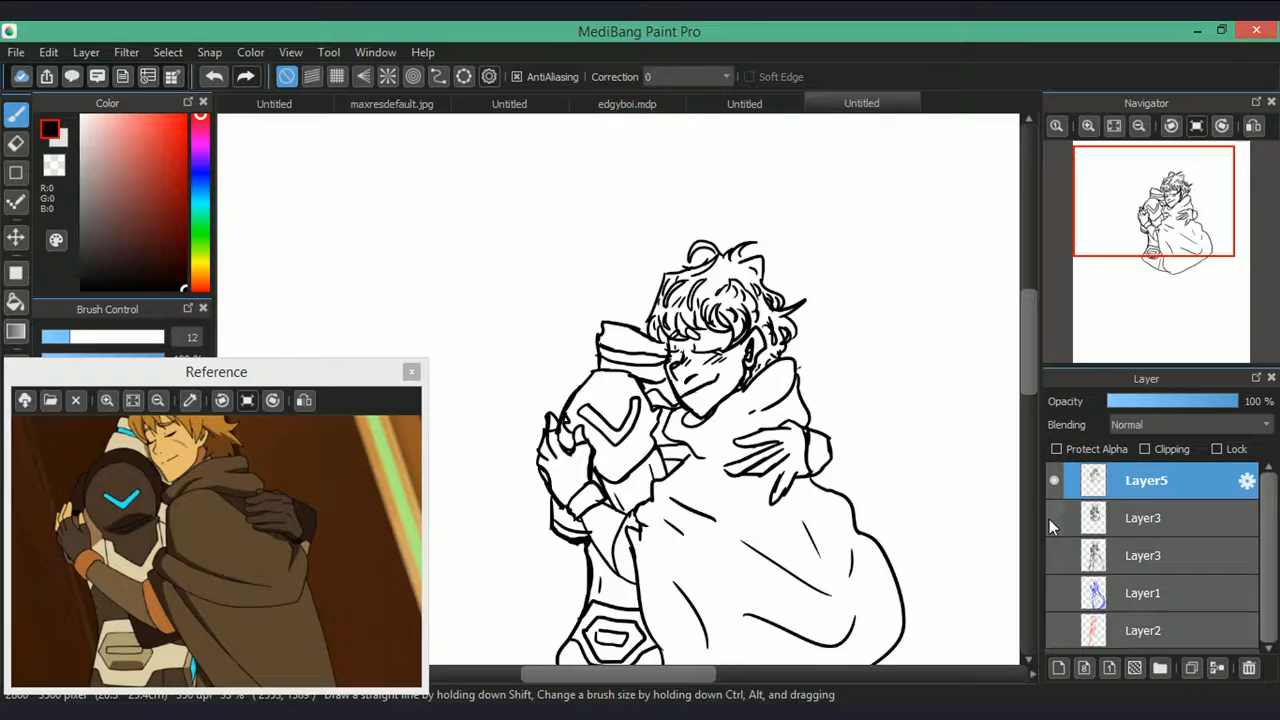 MediBang Paint Pro
File Edit Layer Filter Select Snap Color View Tool Window Help
AntiAliasing Correction 0 Soft Edge
Color Untitled maxresdefault.jpg Untitled edgyboi.mdp Untitled Untitled Navigator
R:0
G:0
B:0
Brush Control
12
Reference
Layer
Opacity 100 %
Blending Normal
Protect Alpha Clipping Lock
Layer5
Layer3
Layer3
Layer1
Layer2
Draw a straight line by holding down Shift, Change a brush size by holding down Ctrl, Alt, and dragging